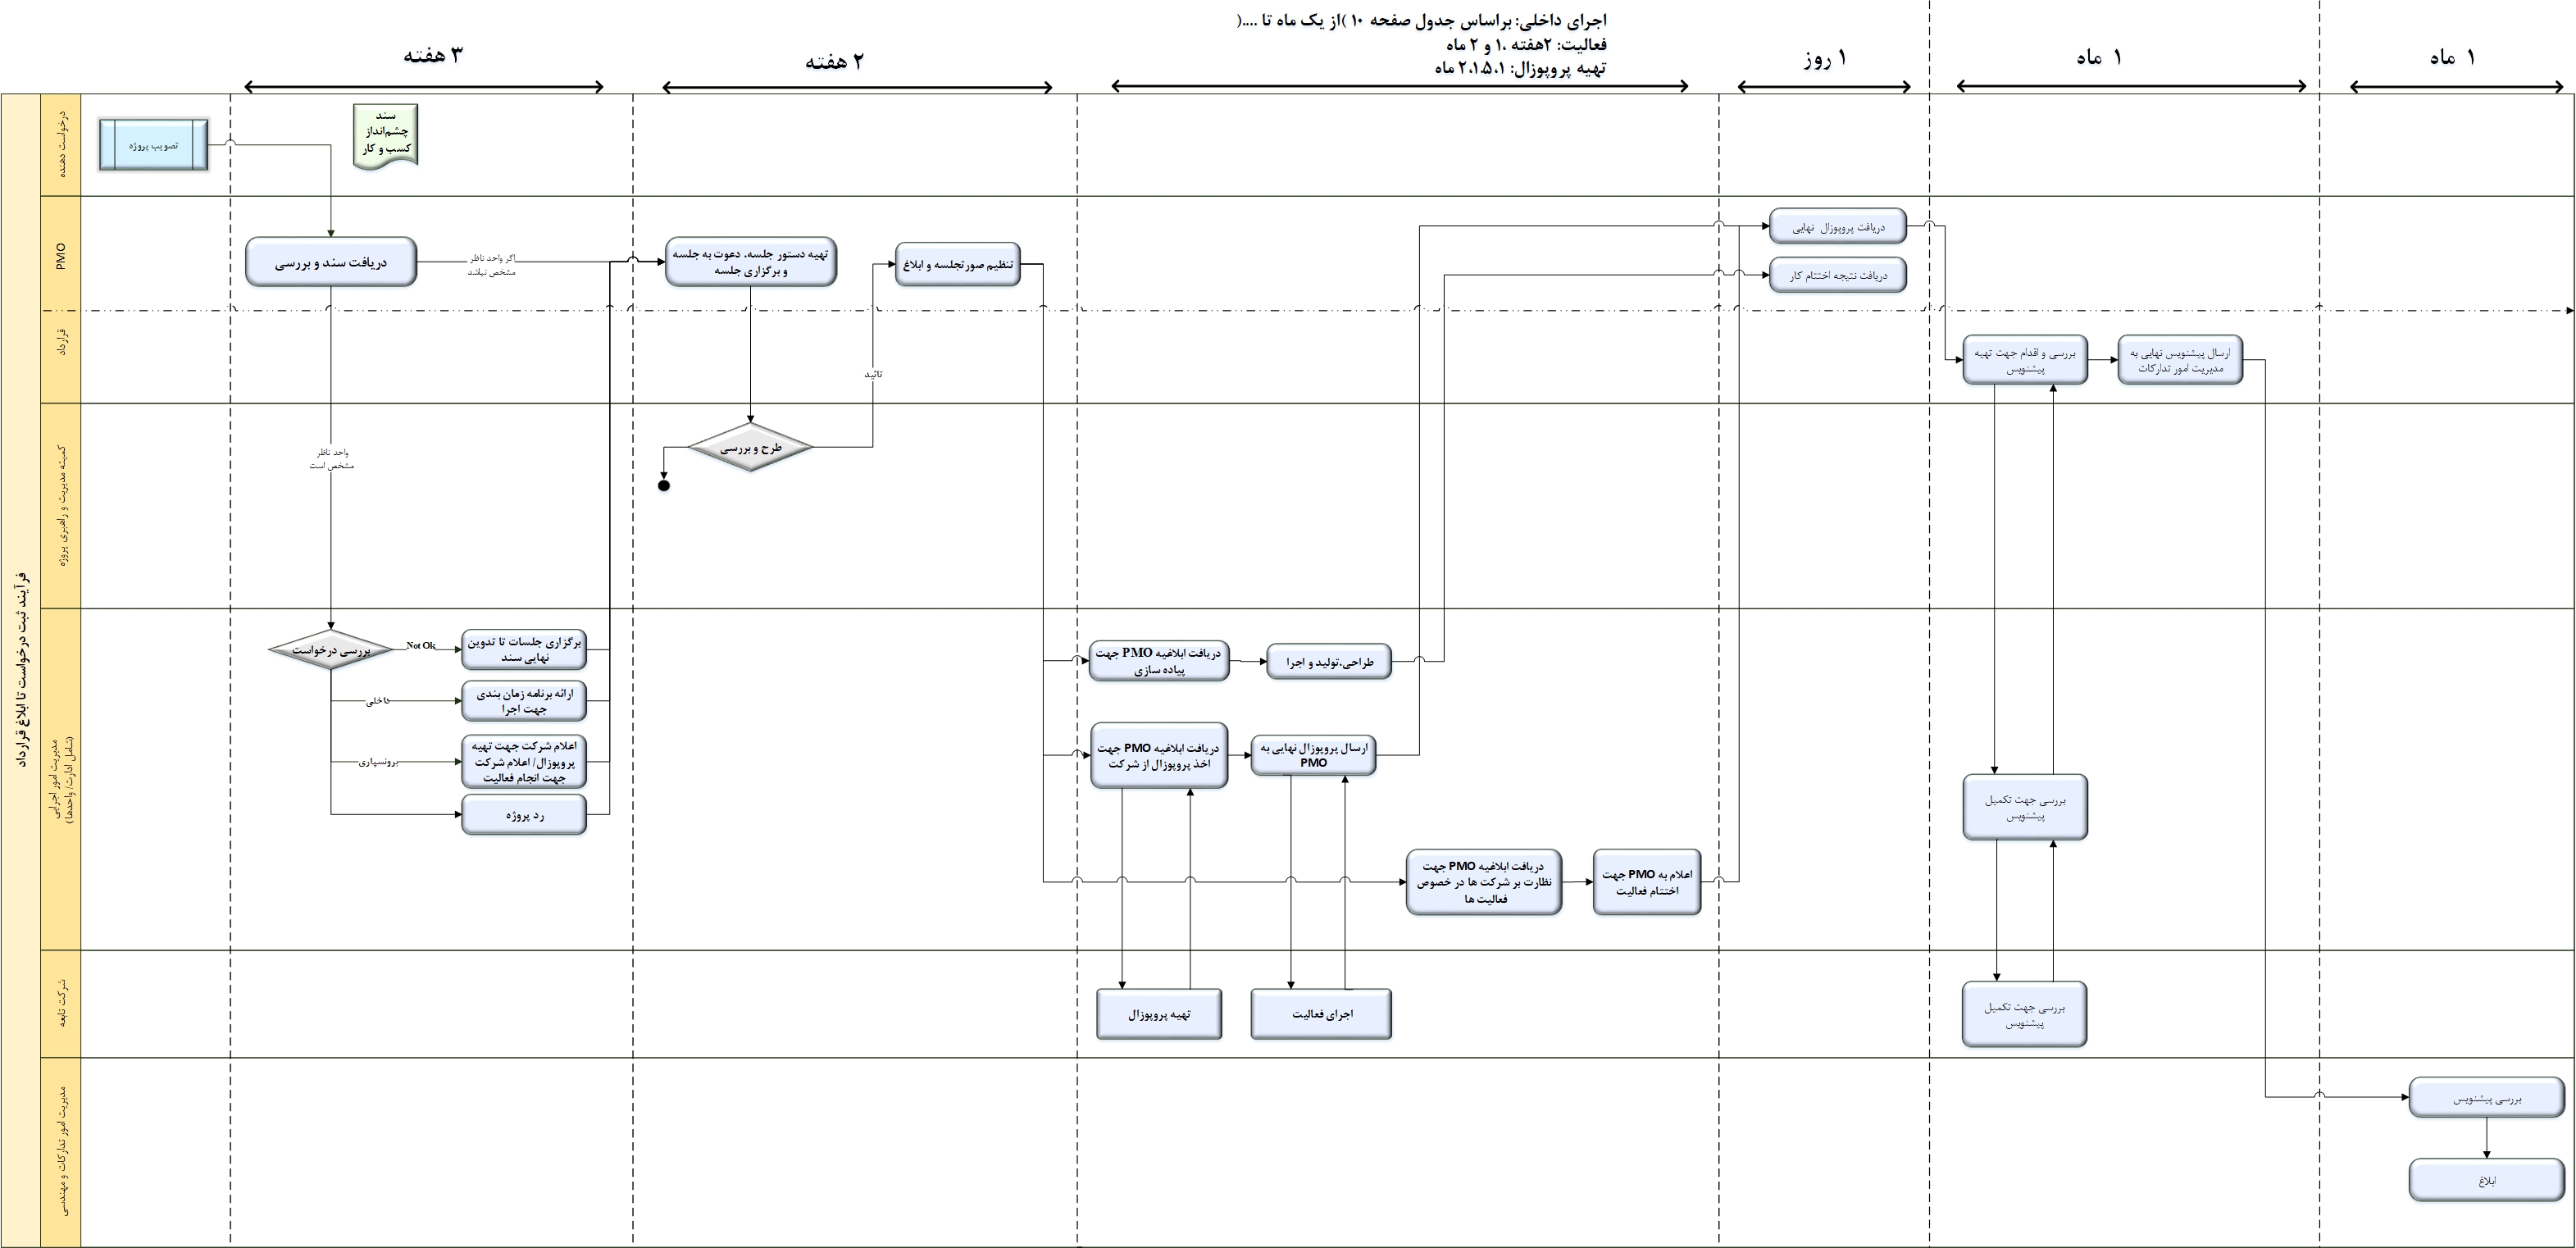 اجرای داخلی: براساس جدول صفحه ۱۰ )از یک ماه تا ....(
فعالیت: ۲هفته ،۱ و ۲ ماه
تهیه پروپوزال: ۲،۱.۵،۱ ماه
۳ هفته
۲ هفته
۱ روز
۱ ماه
۱ ماه
فرآیند ثبت درخواست تا ابلاغ قرارداد
درخواست دهنده
تصویب پروژه
سند
چشم‌انداز
کسب و کار
PMO
دریافت سند و بررسی
اگر واحد ناظر
مشخص نباشد
تهیه دستور جلسه، دعوت به جلسه
و برگزاری جلسه
تنظیم صورتجلسه و ابلاغ
دریافت پروپوزال نهایی
دریافت نتیجه اختتام کار
قرارداد
تائید
بررسی و اقدام جهت تهیه
پیشنویس
ارسال پیشنویس نهایی به
مدیریت امور تدارکات
کمیته مدیریت و راهبری پروژه
واحد ناظر
مشخص است
طرح و بررسی
مدیریت امور اجرایی
(شامل ادارت/ واحدها)
بررسی درخواست
Not Ok
برگزاری جلسات تا تدوین
نهایی سند
داخلی
ارائه برنامه زمان بندی
جهت اجرا
برونسپاری
اعلام شرکت جهت تهیه
پروپوزال/ اعلام شرکت
جهت انجام فعالیت
رد پروژه
دریافت ابلاغیه PMO جهت
پیاده سازی
طراحی،تولید و اجرا
دریافت ابلاغیه PMO جهت
اخذ پروپوزال از شرکت
ارسال پروپوزال نهایی به
PMO
دریافت ابلاغیه PMO جهت
نظارت بر شرکت ها در خصوص
فعالیت ها
اعلام به PMO جهت
اختتام فعالیت
بررسی جهت تکمیل
پیشنویس
شرکت تابعه
تهیه پروپوزال
اجرای فعالیت
بررسی جهت تکمیل
پیشنویس
مدیریت امور تدارکات و مهندسی
بررسی پیشنویس
ابلاغ